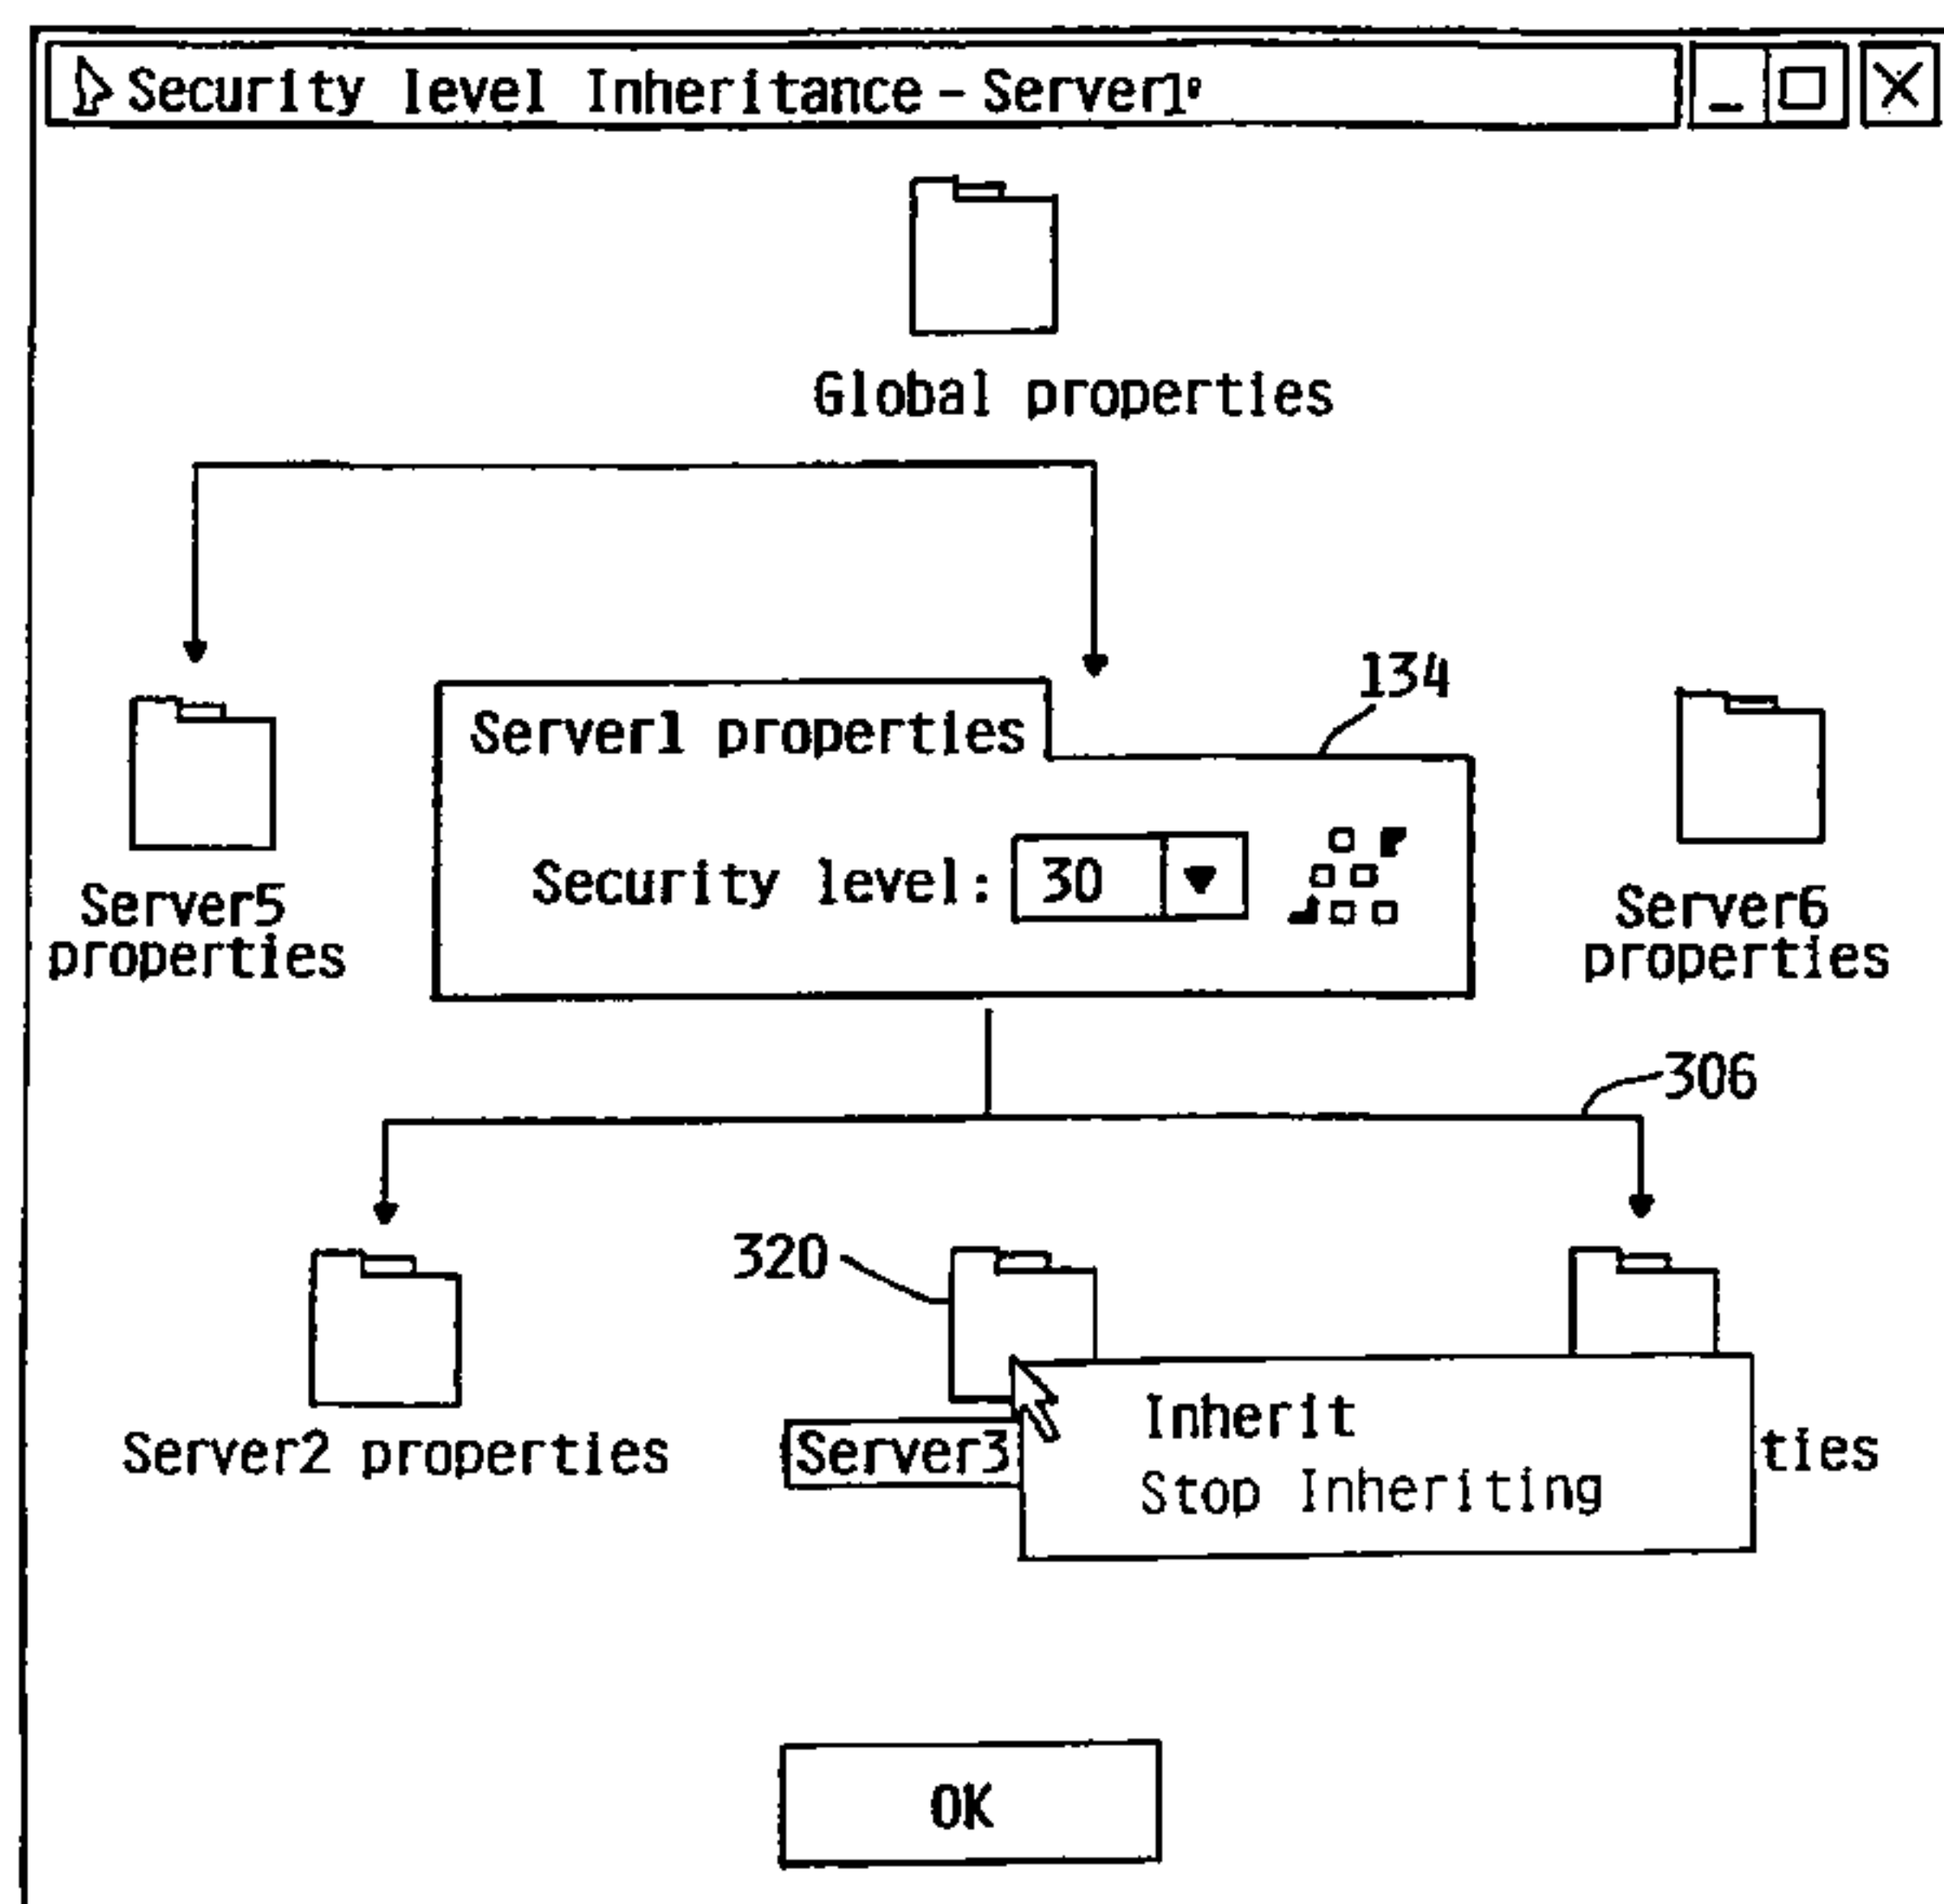 Security level Inheritance - Server1
Global properties
134
Server1 properties
Security level: 30
Server5
properties
Server6
properties
306
320
Inherit
Server2 properties
Server3
ties
Stop Inheriting
OK